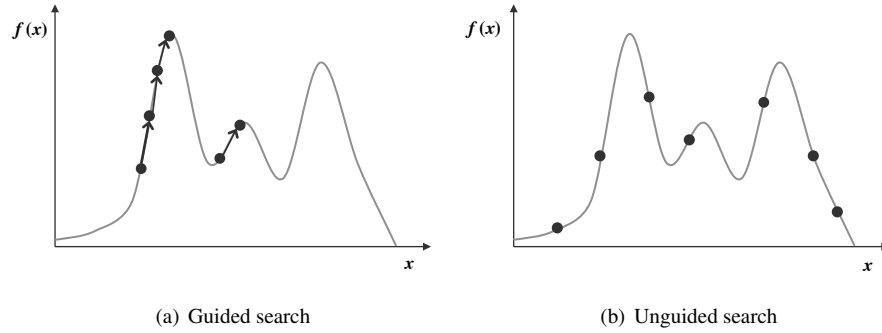 f(x)
x
(a) Guided search
f(x)
x
(b) Unguided search